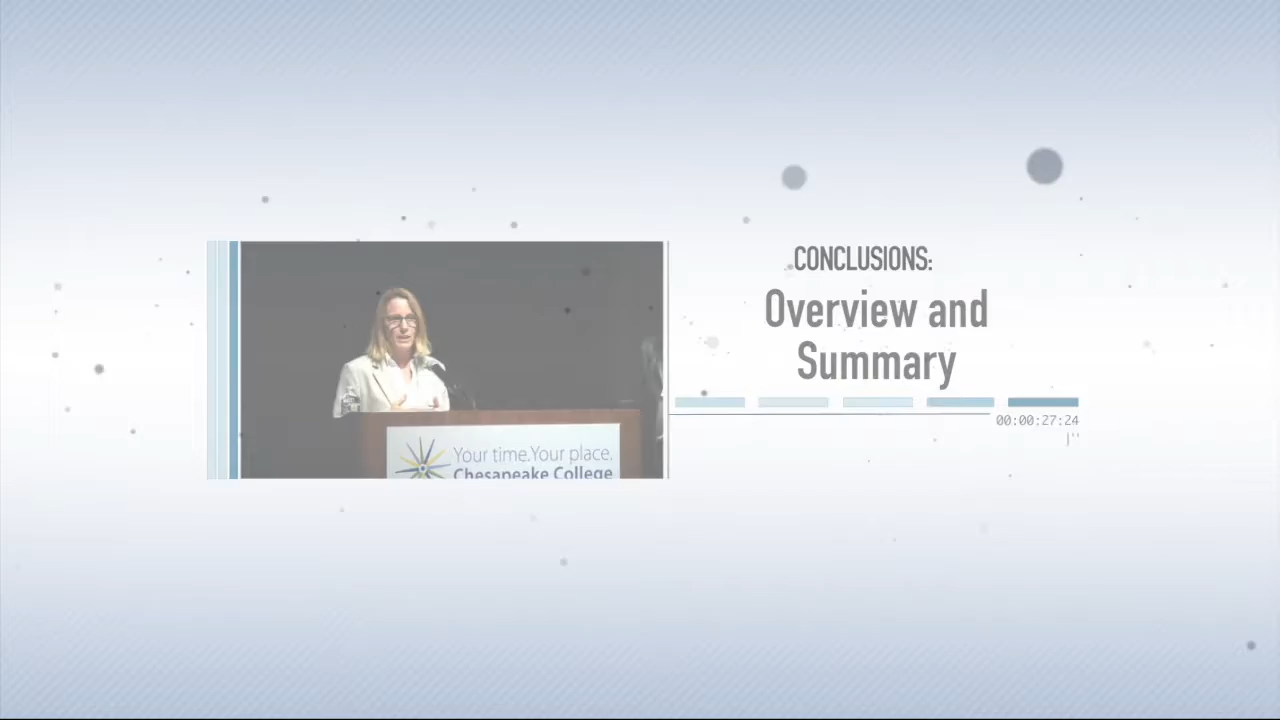 CONCLUSIONS:
Overview and
Summary
00:00;27:24
Your time.Your place.
Chesapeake College